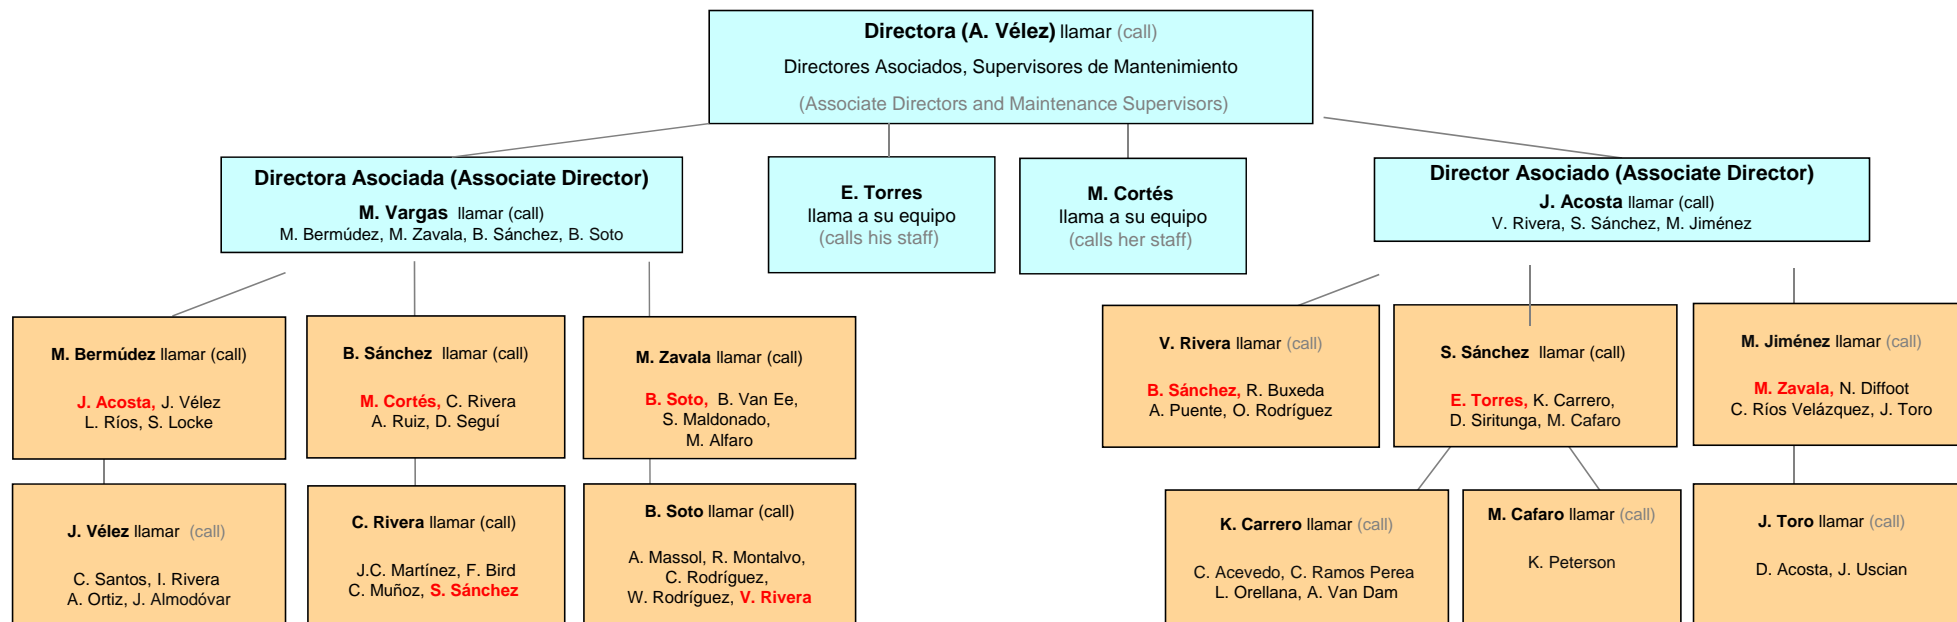 Directora (A. Vélez) llamar (call)
Directores Asociados, Supervisores de Mantenimiento
(Associate Directors and Maintenance Supervisors)
Directora Asociada (Associate Director)
M. Vargas llamar (call)
M. Bermúdez, M. Zavala, B. Sánchez, B. Soto
E. Torres
llama a su equipo
(calls his staff)
M. Cortés
llama a su equipo
(calls her staff)
Director Asociado (Associate Director)
J. Acosta llamar (call)
V. Rivera, S. Sánchez, M. Jiménez
M. Bermúdez llamar (call)
J. Acosta, J. Vélez
L. Ríos, S. Locke
B. Sánchez llamar (call)
M. Cortés, C. Rivera
A. Ruiz, D. Seguí
M. Zavala llamar (call)
B. Soto, B. Van Ee,
S. Maldonado,
M. Alfaro
V. Rivera llamar (call)
B. Sánchez, R. Buxeda
A. Puente, O. Rodríguez
S. Sánchez llamar (call)
E. Torres, K. Carrero,
D. Siritunga, M. Cafaro
M. Jiménez llamar (call)
M. Zavala, N. Diffoot
C. Ríos Velázquez, J. Toro
J. Vélez llamar (call)
C. Santos, I. Rivera
A. Ortiz, J. Almodóvar
C. Rivera llamar (call)
J.C. Martínez, F. Bird
C. Muñoz, S. Sánchez
B. Soto llamar (call)
A. Massol, R. Montalvo,
C. Rodríguez,
W. Rodríguez, V. Rivera
K. Carrero llamar (call)
C. Acevedo, C. Ramos Perea
L. Orellana, A. Van Dam
M. Cafaro llamar (call)
K. Peterson
J. Toro llamar (call)
D. Acosta, J. Uscian